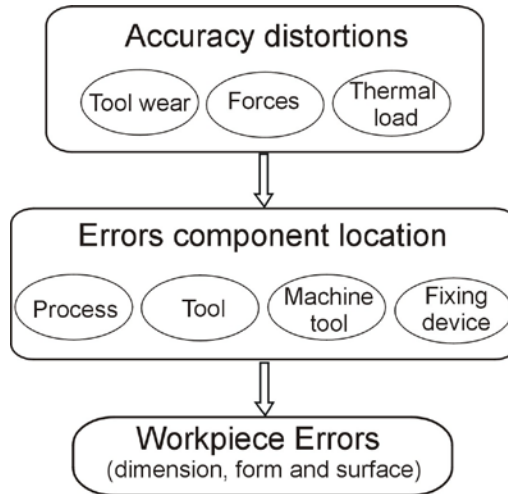 Accuracy distortions
Tool wear
Forces
Thermal
load
Errors component location
Process
Tool
Machine
tool
Fixing
device
Workpiece Errors
(dimension, form and surface)